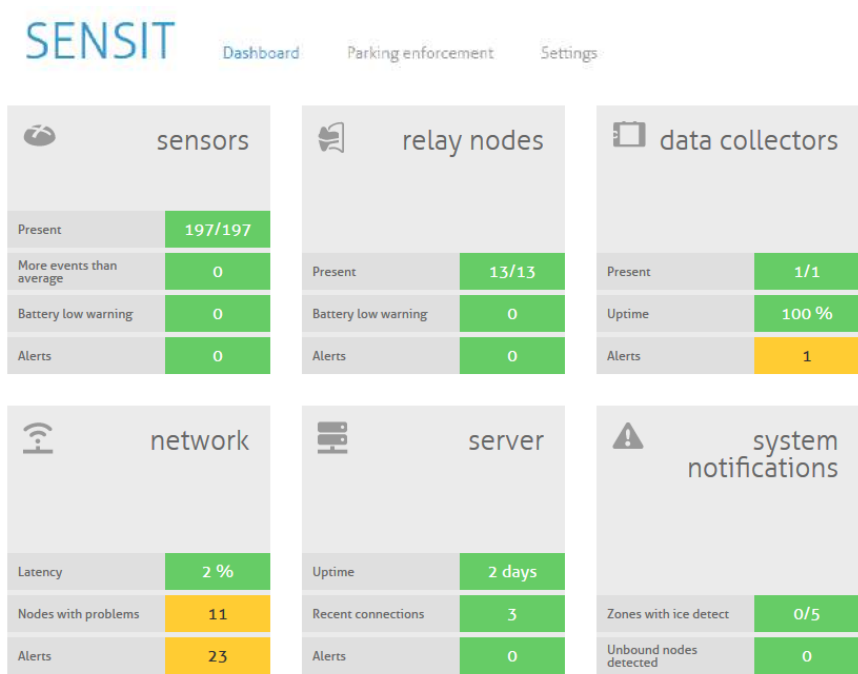 SENSIT
Dashboard
Parking enforcement
Settings
sensors
Present
197/197
More events than
average
0
Battery low warning
0
Alerts
0
relay nodes
Present
13/13
Battery low warning
0
Alerts
0
data collectors
Present
1/1
Uptime
100 %
Alerts
1
network
Latency
2 %
Nodes with problems
11
Alerts
23
server
Uptime
2 days
Recent connections
3
Alerts
0
system
notifications
Zones with ice detect
0/5
Unbound nodes
detected
0